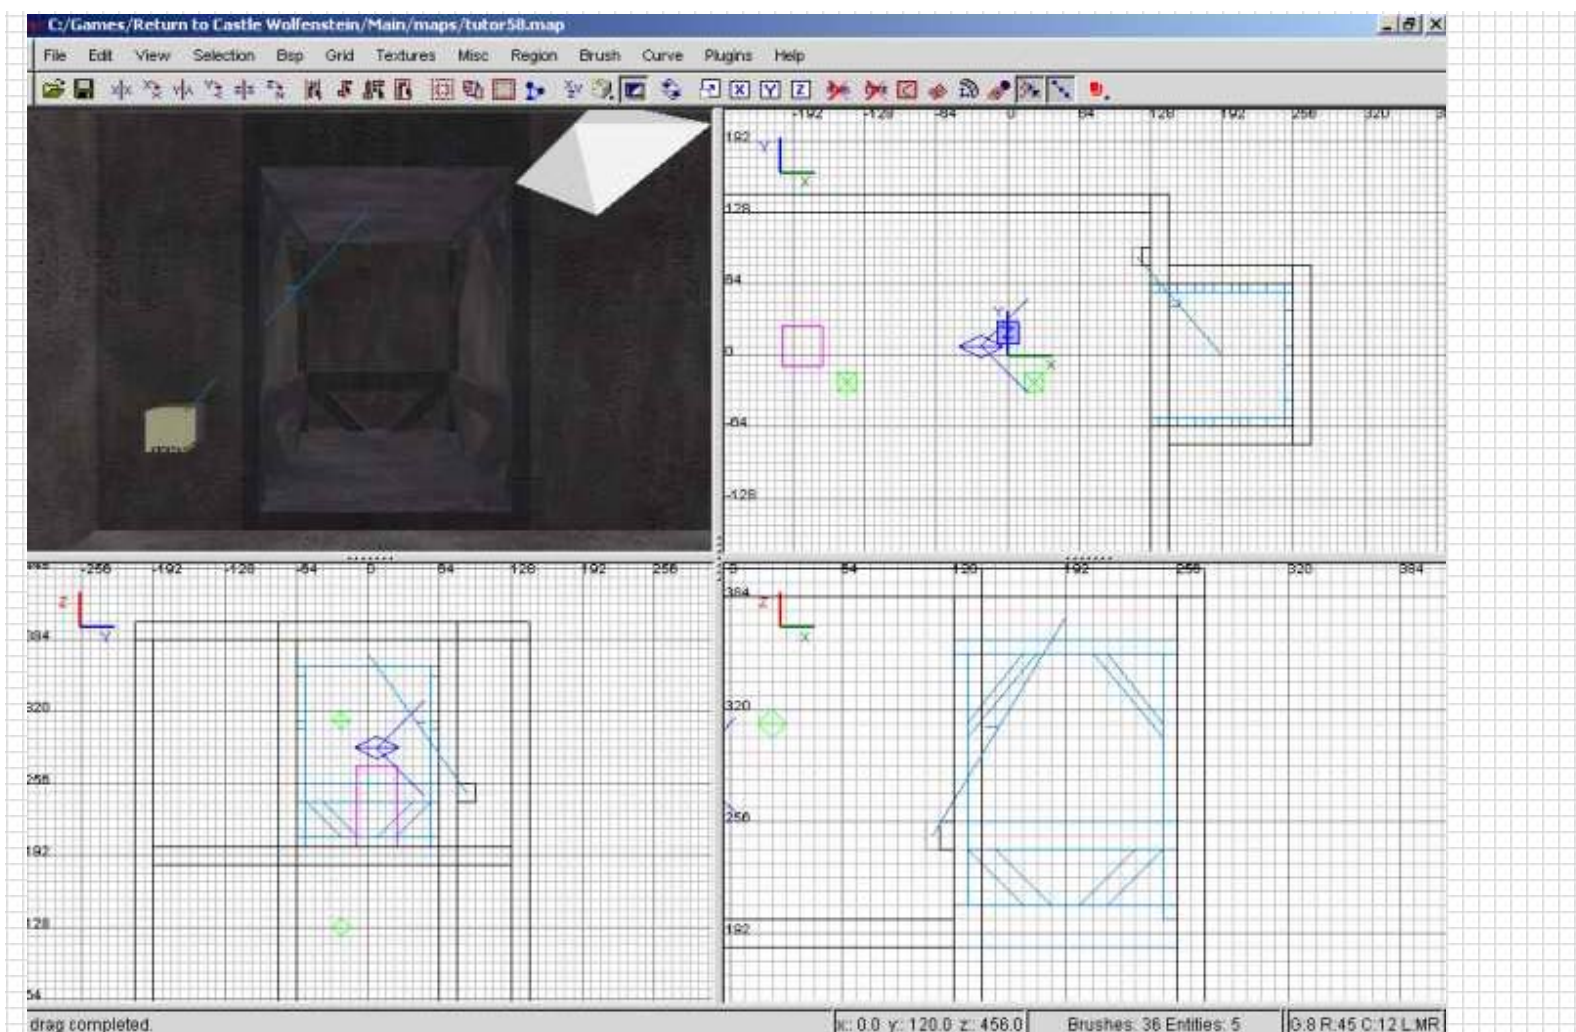 C:/Games/Return to Castle Wolfenstein/Main/maps/tutor58.map
File Edit View Selection Bsp Grid Textures Misc Region Brush Curve Plugins Help
-192 -128 -64 0 64 128 192 256 320
192
Y
X
128
64
0
Y
X
-64
-128
-256 -192 -128 -64 0 64 128 192 256
Z
Y
384
320
256
192
128
64
64 128 192 256 320 384
384
Z
X
320
256
192
drag completed.
x:: 0.0 y:: 120.0 z:: 456.0
Brushes: 36 Entities: 5
G:8 R:45 C:12 L:MR